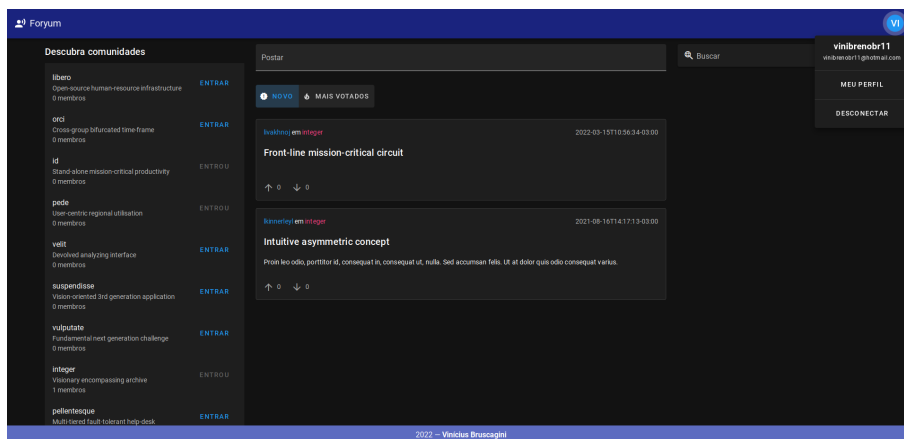 Foryum
VI
vinibrenobr11
vinibrenobr11@hotmail.com
MEU PERFIL
DESCONECTAR
Descubra comunidades
libero
Open-source human-resource infrastructure
0 membros
ENTRAR
orci
Cross-group bifurcated time-frame
0 membros
ENTRAR
id
Stand-alone mission-critical productivity
0 membros
ENTROU
pede
User-centric regional utilisation
0 membros
ENTROU
velit
Devolved analyzing interface
0 membros
ENTRAR
suspendisse
Vision-oriented 3rd generation application
0 membros
ENTRAR
vulputate
Fundamental next generation challenge
0 membros
ENTRAR
integer
Visionary encompassing archive
1 membros
ENTROU
pellentesque
Multi-tiered fault-tolerant help-desk
ENTRAR
Postar
NOVO
MAIS VOTADOS
livakhnoj em integer 2022-03-15T10:56:34-03:00
Front-line mission-critical circuit
0 0
lkinnerleyl em integer 2021-08-16T14:17:13-03:00
Intuitive asymmetric concept
Proin leo odio, porttitor id, consequat in, consequat ut, nulla. Sed accumsan felis. Ut at dolor quis odio consequat varius.
0 0
Buscar
2022 — Vinícius Bruscagini